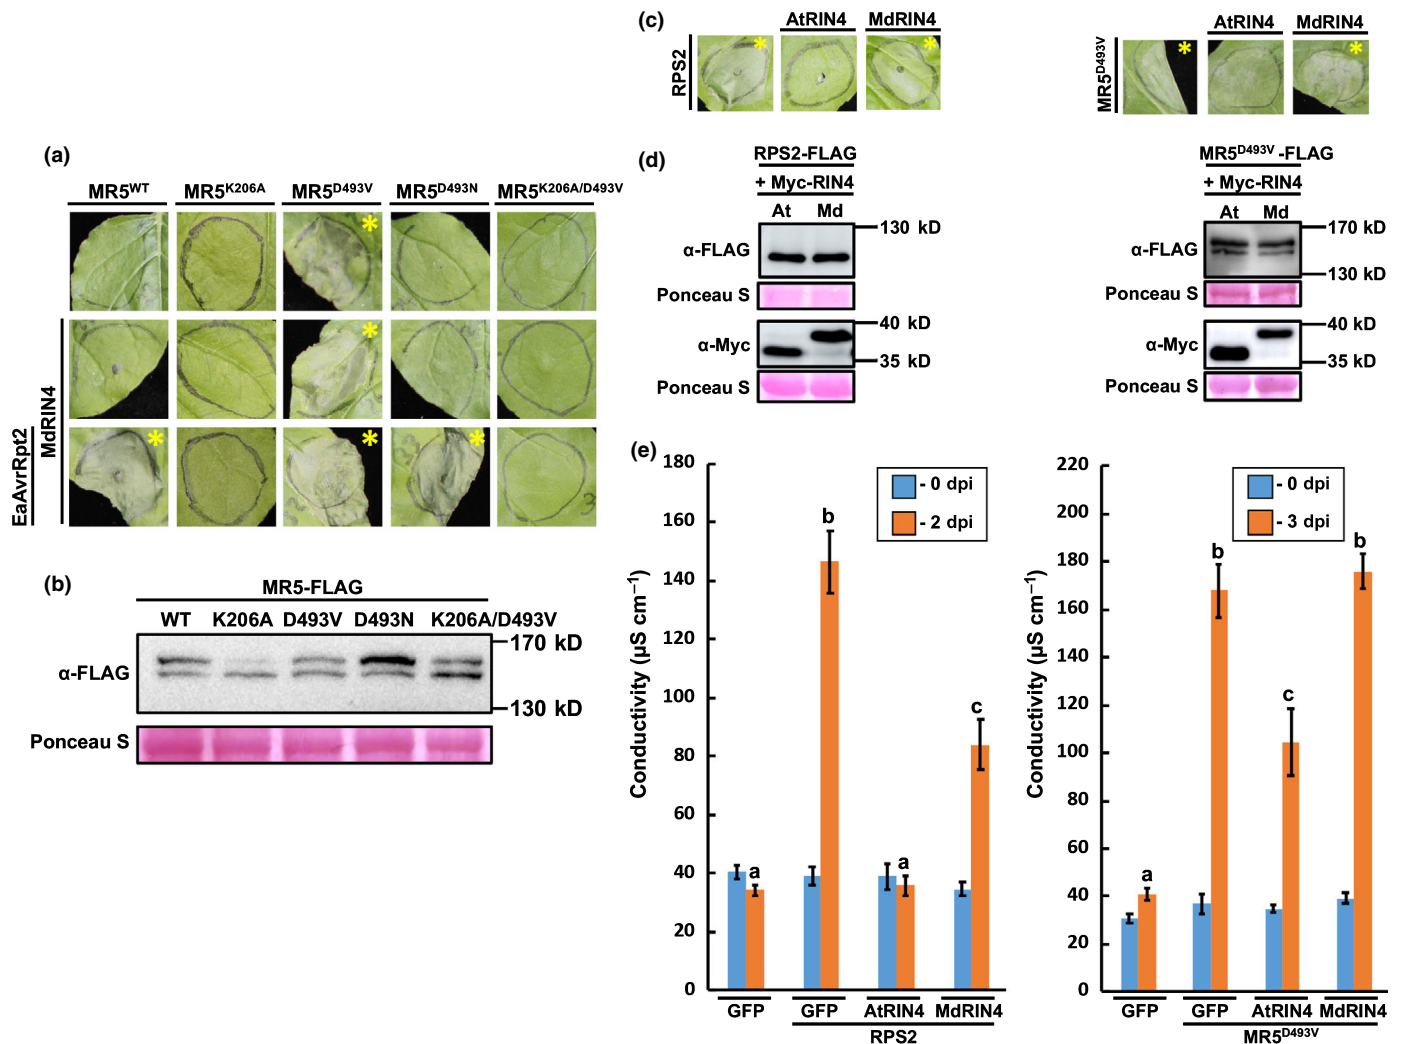 (a)
MR5WT MR5K206A MR5D493V MR5D493N MR5K206A/D493V
*
*
* * *
MdRIN4
EaAvrRpt2
(b)
MR5-FLAG
WT K206A D493V D493N K206A/D493V
170 kD
α-FLAG
130 kD
Ponceau S
(c)
AtRIN4 MdRIN4
RPS2
* *
AtRIN4 MdRIN4
MR5D493V
* *
(d)
RPS2-FLAG
+ Myc-RIN4
At Md
130 kD
α-FLAG
Ponceau S
40 kD
α-Myc
35 kD
Ponceau S
MR5D493V -FLAG
+ Myc-RIN4
At Md
170 kD
α-FLAG
130 kD
Ponceau S
40 kD
α-Myc
35 kD
Ponceau S
(e)
Conductivity (µS cm−1)
180
160
140
120
100
80
60
40
20
0
- 0 dpi
- 2 dpi
a b a c
GFP GFP AtRIN4 MdRIN4
RPS2
Conductivity (µS cm−1)
220
200
180
160
140
120
100
80
60
40
20
0
- 0 dpi
- 3 dpi
a b c b
GFP GFP AtRIN4 MdRIN4
MR5D493V